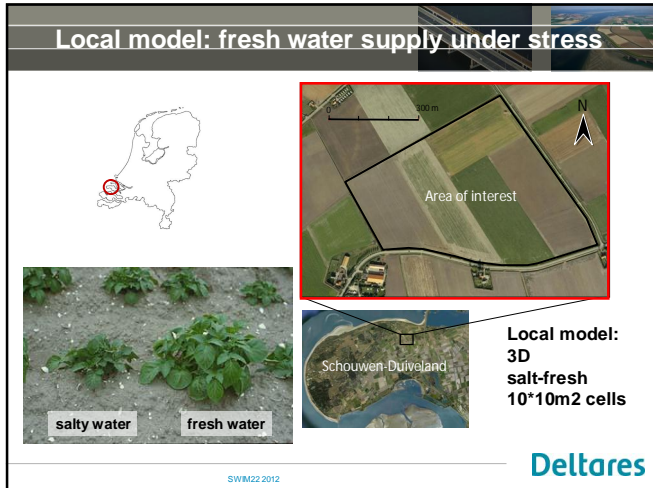 Local model: fresh water supply under stress
0
300 m
N
Area of interest
Schouwen-Duiveland
Local model:
3D
salt-fresh
10*10m2 cells
salty water
fresh water
SWIM22 2012
Deltares